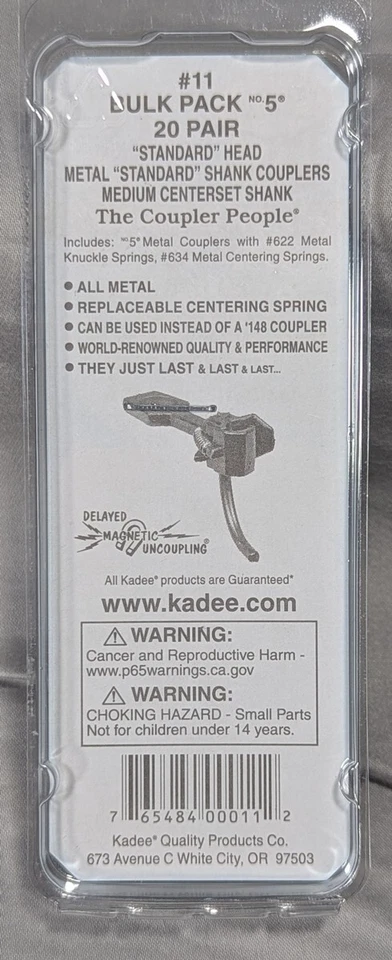 #11
BULK PACK NO.5®
20 PAIR
"STANDARD" HEAD
METAL "STANDARD" SHANK COUPLERS
MEDIUM CENTERSET SHANK
The Coupler People®
Includes: NO.5® Metal Couplers with #622 Metal
Knuckle Springs, #634 Metal Centering Springs.
● ALL METAL
● REPLACEABLE CENTERING SPRING
● CAN BE USED INSTEAD OF A '148 COUPLER
● WORLD-RENOWNED QUALITY & PERFORMANCE
● THEY JUST LAST & LAST & LAST...
DELAYED
MAGNETIC
UNCOUPLING®
All Kadee® products are Guaranteed*
www.kadee.com
⚠ WARNING:
Cancer and Reproductive Harm -
www.p65warnings.ca.gov
⚠ WARNING:
CHOKING HAZARD - Small Parts
Not for children under 14 years.
7 65484 00011 2
Kadee® Quality Products Co.
673 Avenue C White City, OR 97503